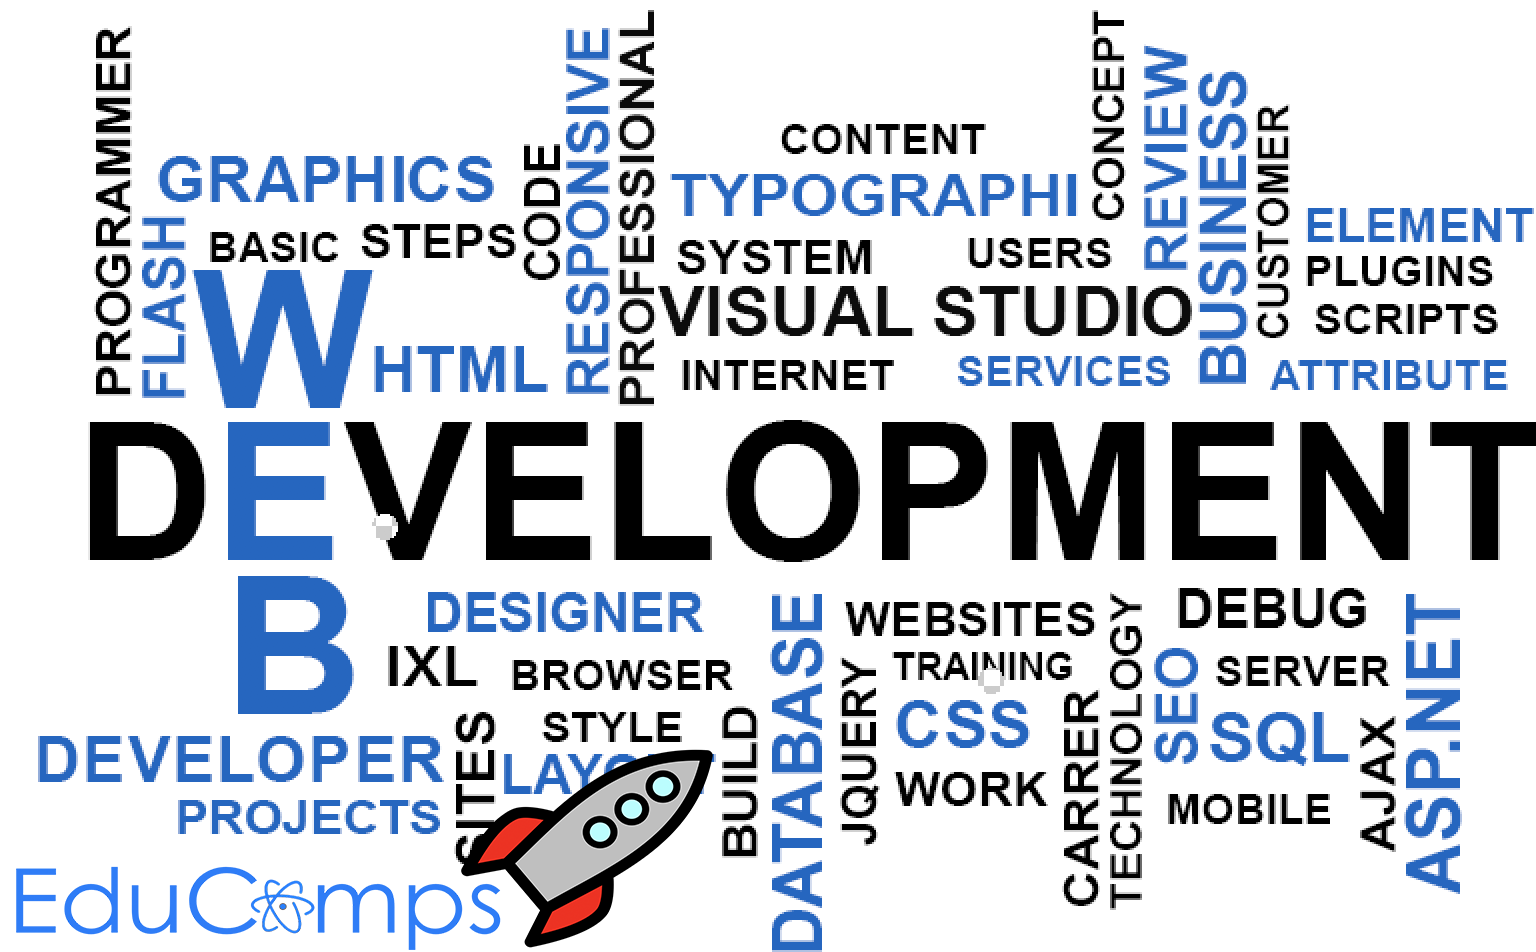 PROGRAMMER
FLASH
GRAPHICS
BASIC
STEPS
CODE
RESPONSIVE
PROFESSIONAL
CONTENT
TYPOGRAPHI
SYSTEM
USERS
VISUAL STUDIO
INTERNET
SERVICES
CONCEPT
REVIEW
BUSINESS
CUSTOMER
ELEMENT
PLUGINS
SCRIPTS
ATTRIBUTE
HTML
WEB
DEVELOPMENT
DESIGNER
IXL
BROWSER
STYLE
DEVELOPER
PROJECTS
SITES
BUILD
DATABASE
WEBSITES
TRAINING
JQUERY
CSS
WORK
CARRER
TECHNOLOGY
DEBUG
SEO
SERVER
SQL
MOBILE
AJAX
ASP.NET
EduComps